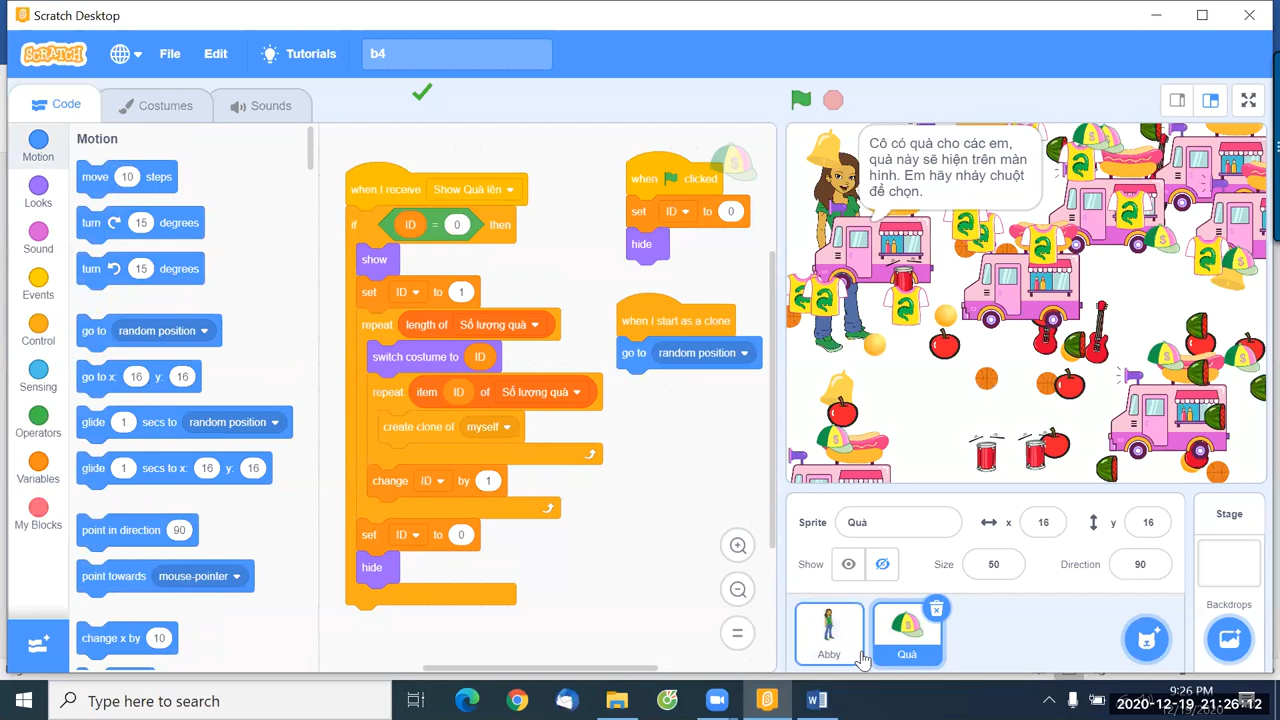 Scratch Desktop
SCRATCH
File
Edit
Tutorials
b4
Code
Costumes
Sounds
Motion
Looks
Sound
Events
Control
Sensing
Operators
Variables
My Blocks
Motion
move 10 steps
turn 15 degrees
turn 15 degrees
go to random position
go to x: 16 y: 16
glide 1 secs to random position
glide 1 secs to x: 16 y: 16
point in direction 90
point towards mouse-pointer
change x by 10
when I receive Show Quà lên
if ID = 0 then
show
set ID to 1
repeat length of Số lượng quà
switch costume to ID
repeat item ID of Số lượng quà
create clone of myself
change ID by 1
set ID to 0
hide
when clicked
set ID to 0
hide
when I start as a clone
go to random position
Cô có quà cho các em,
quà này sẽ hiện trên màn
hình. Em hãy nháy chuột
để chọn.
Sprite Quà x 16 y 16
Show Size 50 Direction 90
Abby
Quà
Stage
Backdrops
Type here to search
9:26 PM
2020-12-19 21:26:12